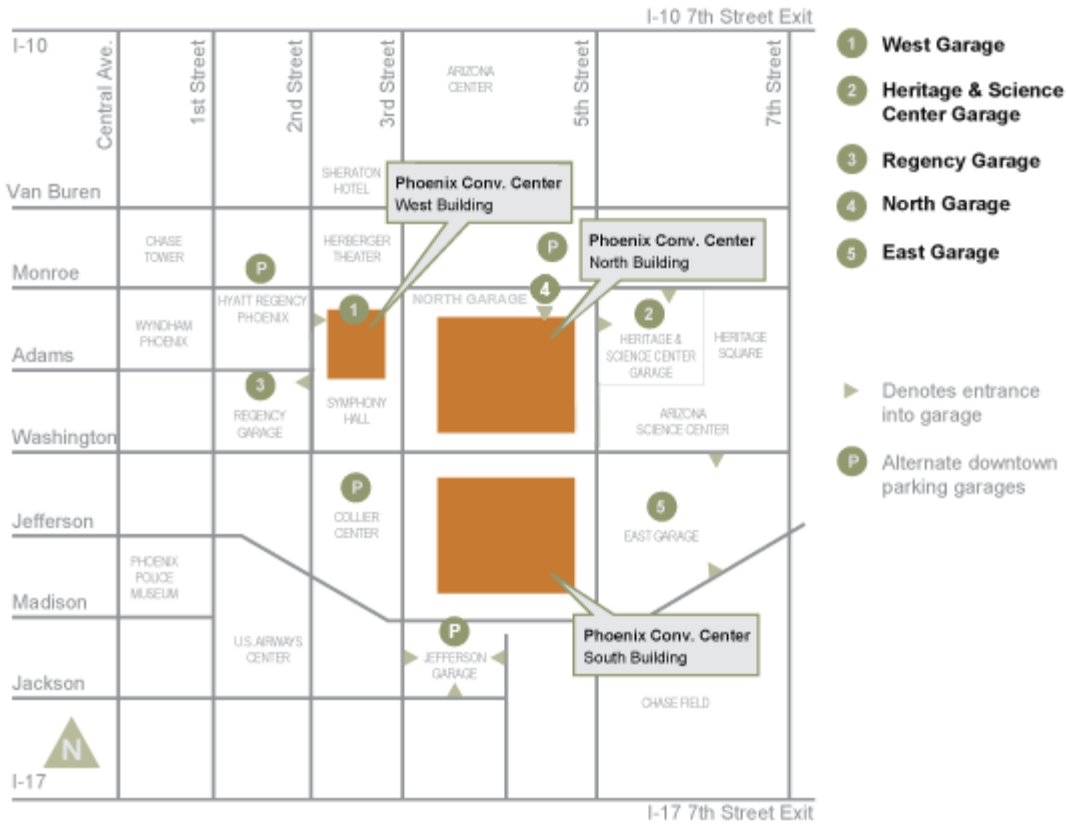 I-10 7th Street Exit
I-10
Central Ave.
1st Street
2nd Street
3rd Street
5th Street
7th Street
ARIZONA
CENTER
1 West Garage
2 Heritage & Science
Center Garage
3 Regency Garage
4 North Garage
5 East Garage
Van Buren
SHERATON
HOTEL
Phoenix Conv. Center
West Building
CHASE
TOWER
P
HERBERGER
THEATER
P
Phoenix Conv. Center
North Building
Monroe
HYATT REGENCY
PHOENIX
1
NORTH GARAGE
4
2
HERITAGE &
SCIENCE CENTER
GARAGE
HERITAGE
SQUARE
WYNDHAM
PHOENIX
Adams
3
REGENCY
GARAGE
SYMPHONY
HALL
ARIZONA
SCIENCE CENTER
Denotes entrance
into garage
Washington
P
COLLIER
CENTER
5
EAST GARAGE
P Alternate downtown
parking garages
Jefferson
PHOENIX
POLICE
MUSEUM
Madison
U.S.AIRWAYS
CENTER
P
JEFFERSON
GARAGE
Phoenix Conv. Center
South Building
Jackson
CHASE FIELD
N
I-17
I-17 7th Street Exit